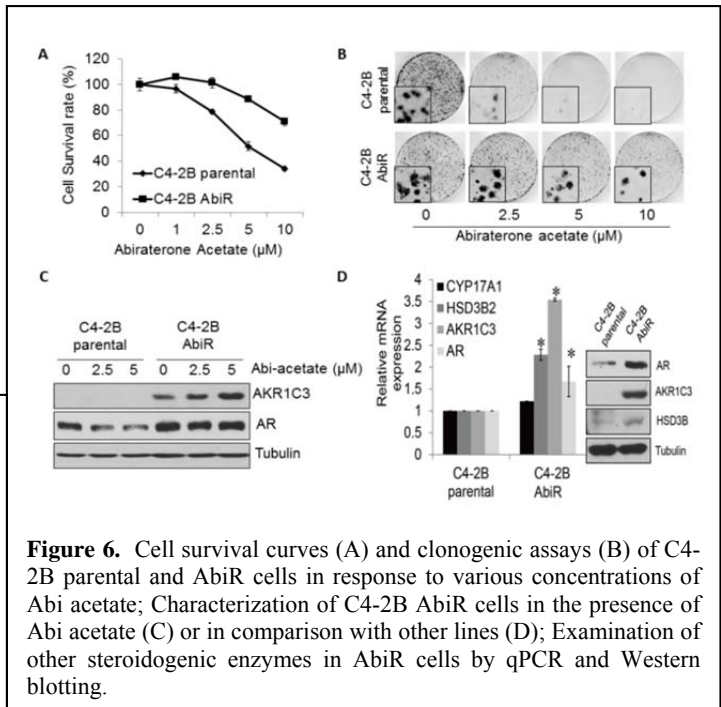 A
Cell Survival rate (%)
120
100
80
60
40
20
0
C4-2B parental
C4-2B AbiR
0 1 2.5 5 10
Abiraterone Acetate (µM)
B
C4-2B
parental
C4-2B
AbiR
0 2.5 5 10
Abiraterone acetate (µM)
C
C4-2B
parental
C4-2B
AbiR
0 2.5 5 0 2.5 5 (µM)
Abi-acetate
AKR1C3
AR
Tubulin
D
Relative mRNA
expression
4
3.5
3
2.5
2
1.5
1
0.5
0
CYP17A1
HSD3B2
AKR1C3
AR
* * *
C4-2B
parental
C4-2B
AbiR
C4-2B
parental
C4-2B
AbiR
AR
AKR1C3
HSD3B
Tubulin
Figure 6. Cell survival curves (A) and clonogenic assays (B) of C4-
2B parental and AbiR cells in response to various concentrations of
Abi acetate; Characterization of C4-2B AbiR cells in the presence of
Abi acetate (C) or in comparison with other lines (D); Examination of
other steroidogenic enzymes in AbiR cells by qPCR and Western
blotting.